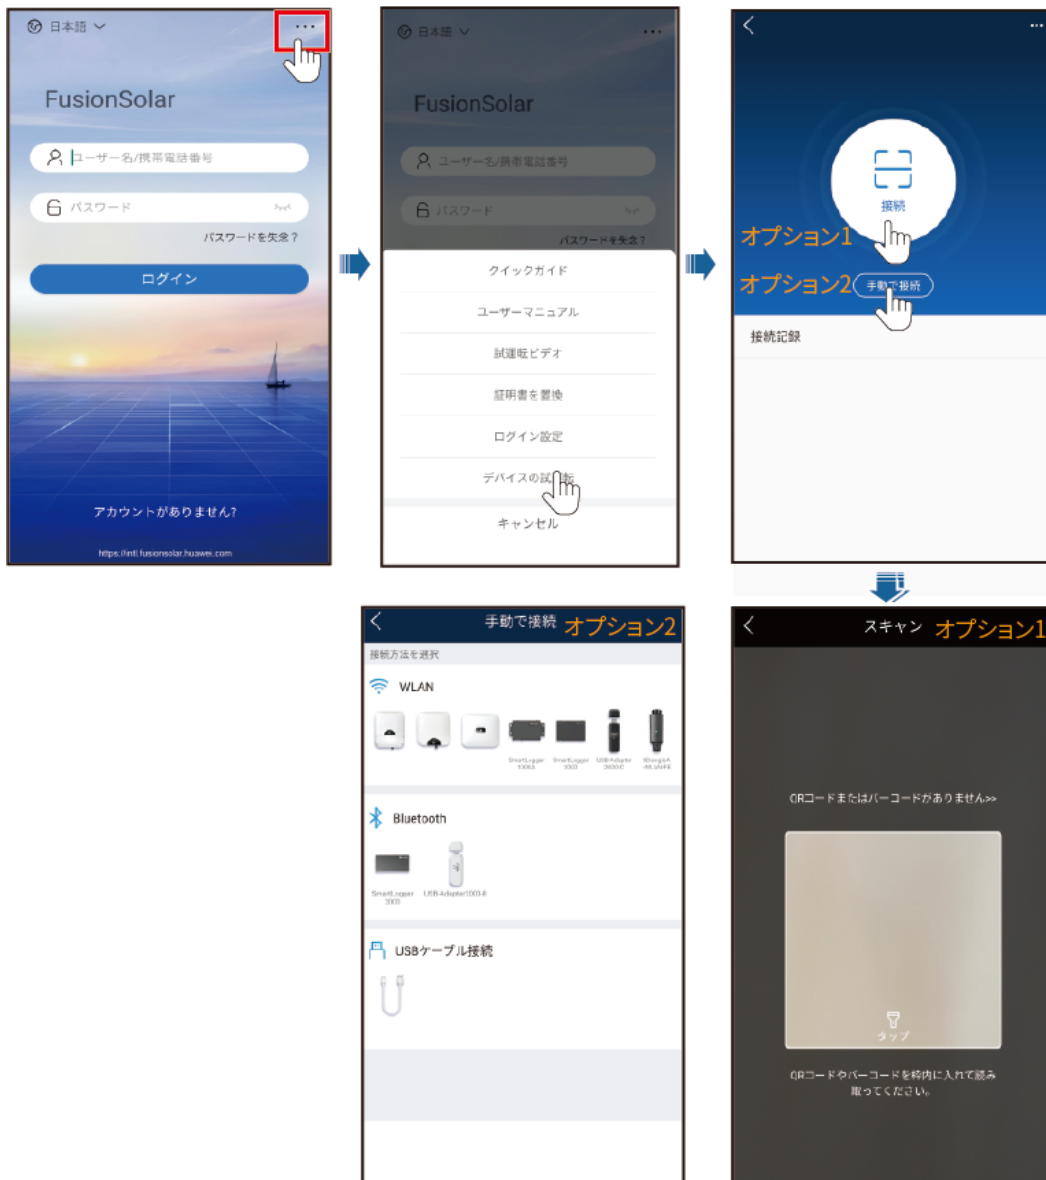 日本語
FusionSolar
ユーザー名/携帯電話番号
パスワード
パスワードを失念？
ログイン
アカウントがありません?
https://intl.fusionsolar.huawei.com
日本語
FusionSolar
ユーザー名/携帯電話番号
パスワード
パスワードを失念？
クイックガイド
ユーザーマニュアル
試運転ビデオ
証明書を置換
ログイン設定
デバイスの試 転
キャンセル
接続
オプション1
オプション2
手動で接続
接続記録
手動で接続
オプション2
接続方法を選択
WLAN
SmartLogger
SmartLogger
USB-Adapter
Bluetooth
SmartLogger
USB-Adapter1000-B
USBケーブル接続
スキャン
オプション1
QRコードまたはバーコードがありません>>
タップ
QRコードやバーコードを枠内に入れて読み
取ってください。